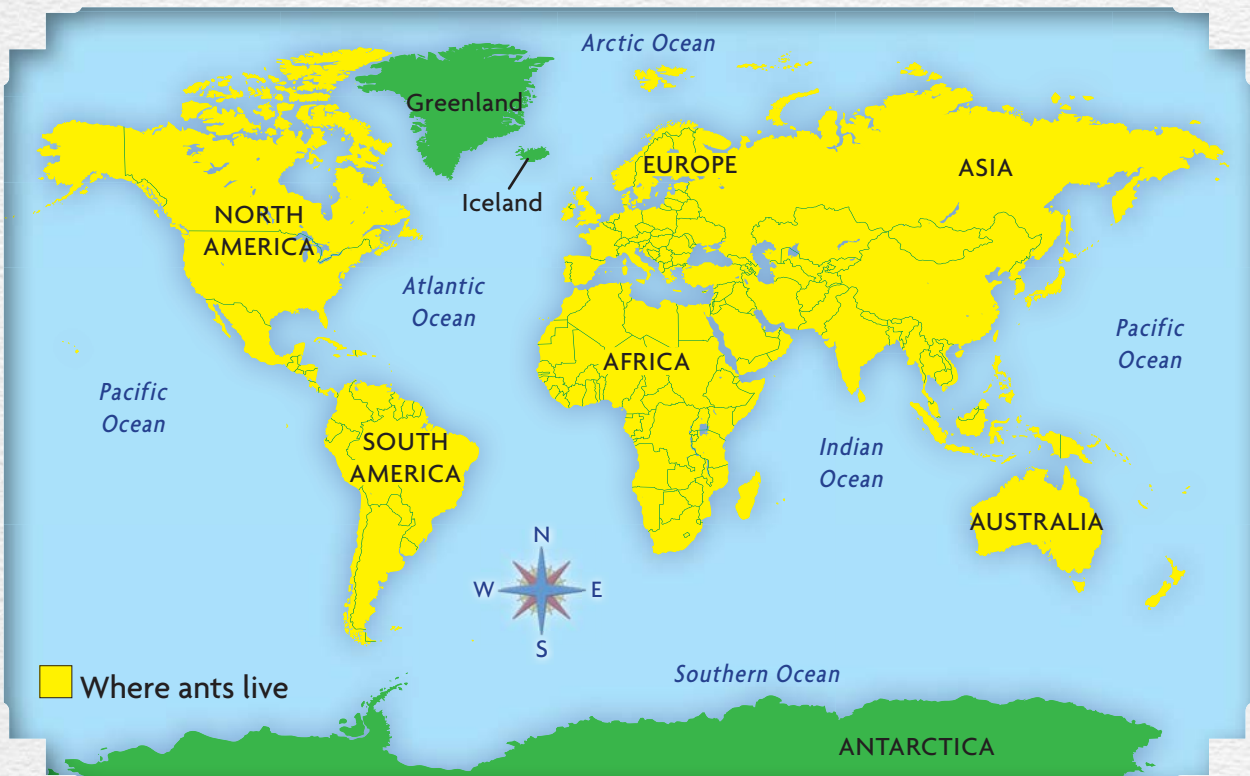 Arctic Ocean
Greenland
EUROPE
ASIA
Iceland
NORTH
AMERICA
Atlantic
Ocean
Pacific
Ocean
AFRICA
Pacific
Ocean
SOUTH
AMERICA
Indian
Ocean
AUSTRALIA
N
W E
S
Southern Ocean
Where ants live
ANTARCTICA